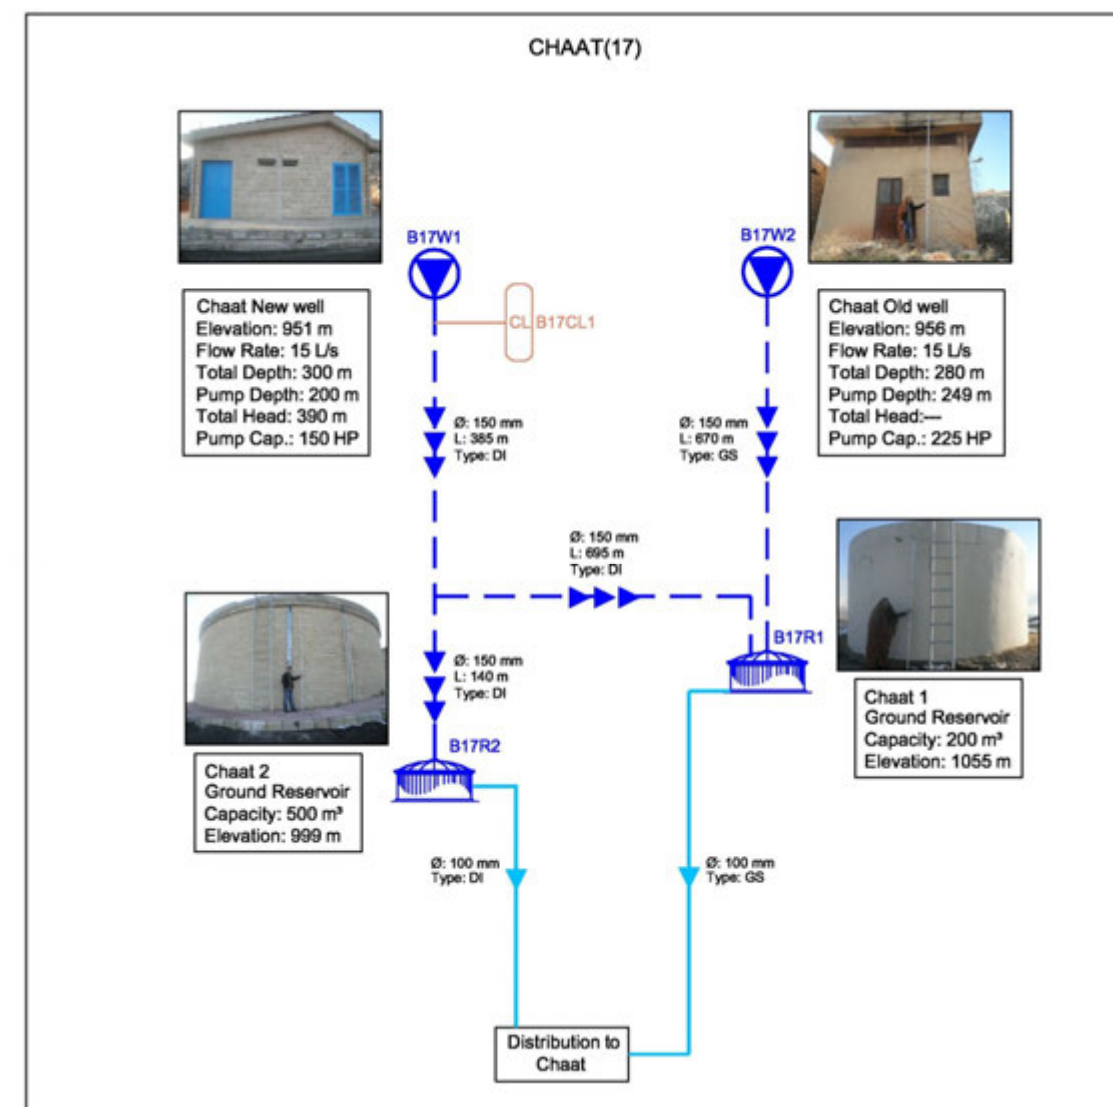 CHAAT(17)
B17W1
B17W2
Chaat New well
Elevation: 951 m
Flow Rate: 15 L/s
Total Depth: 300 m
Pump Depth: 200 m
Total Head: 390 m
Pump Cap.: 150 HP
CL B17CL1
Chaat Old well
Elevation: 956 m
Flow Rate: 15 L/s
Total Depth: 280 m
Pump Depth: 249 m
Total Head:---
Pump Cap.: 225 HP
Ø: 150 mm
L: 385 m
Type: DI
Ø: 150 mm
L: 670 m
Type: GS
Ø: 150 mm
L: 695 m
Type: DI
B17R1
Ø: 150 mm
L: 140 m
Type: DI
Chaat 1
Ground Reservoir
Capacity: 200 m³
Elevation: 1055 m
B17R2
Chaat 2
Ground Reservoir
Capacity: 500 m³
Elevation: 999 m
Ø: 100 mm
Type: DI
Ø: 100 mm
Type: GS
Distribution to
Chaat